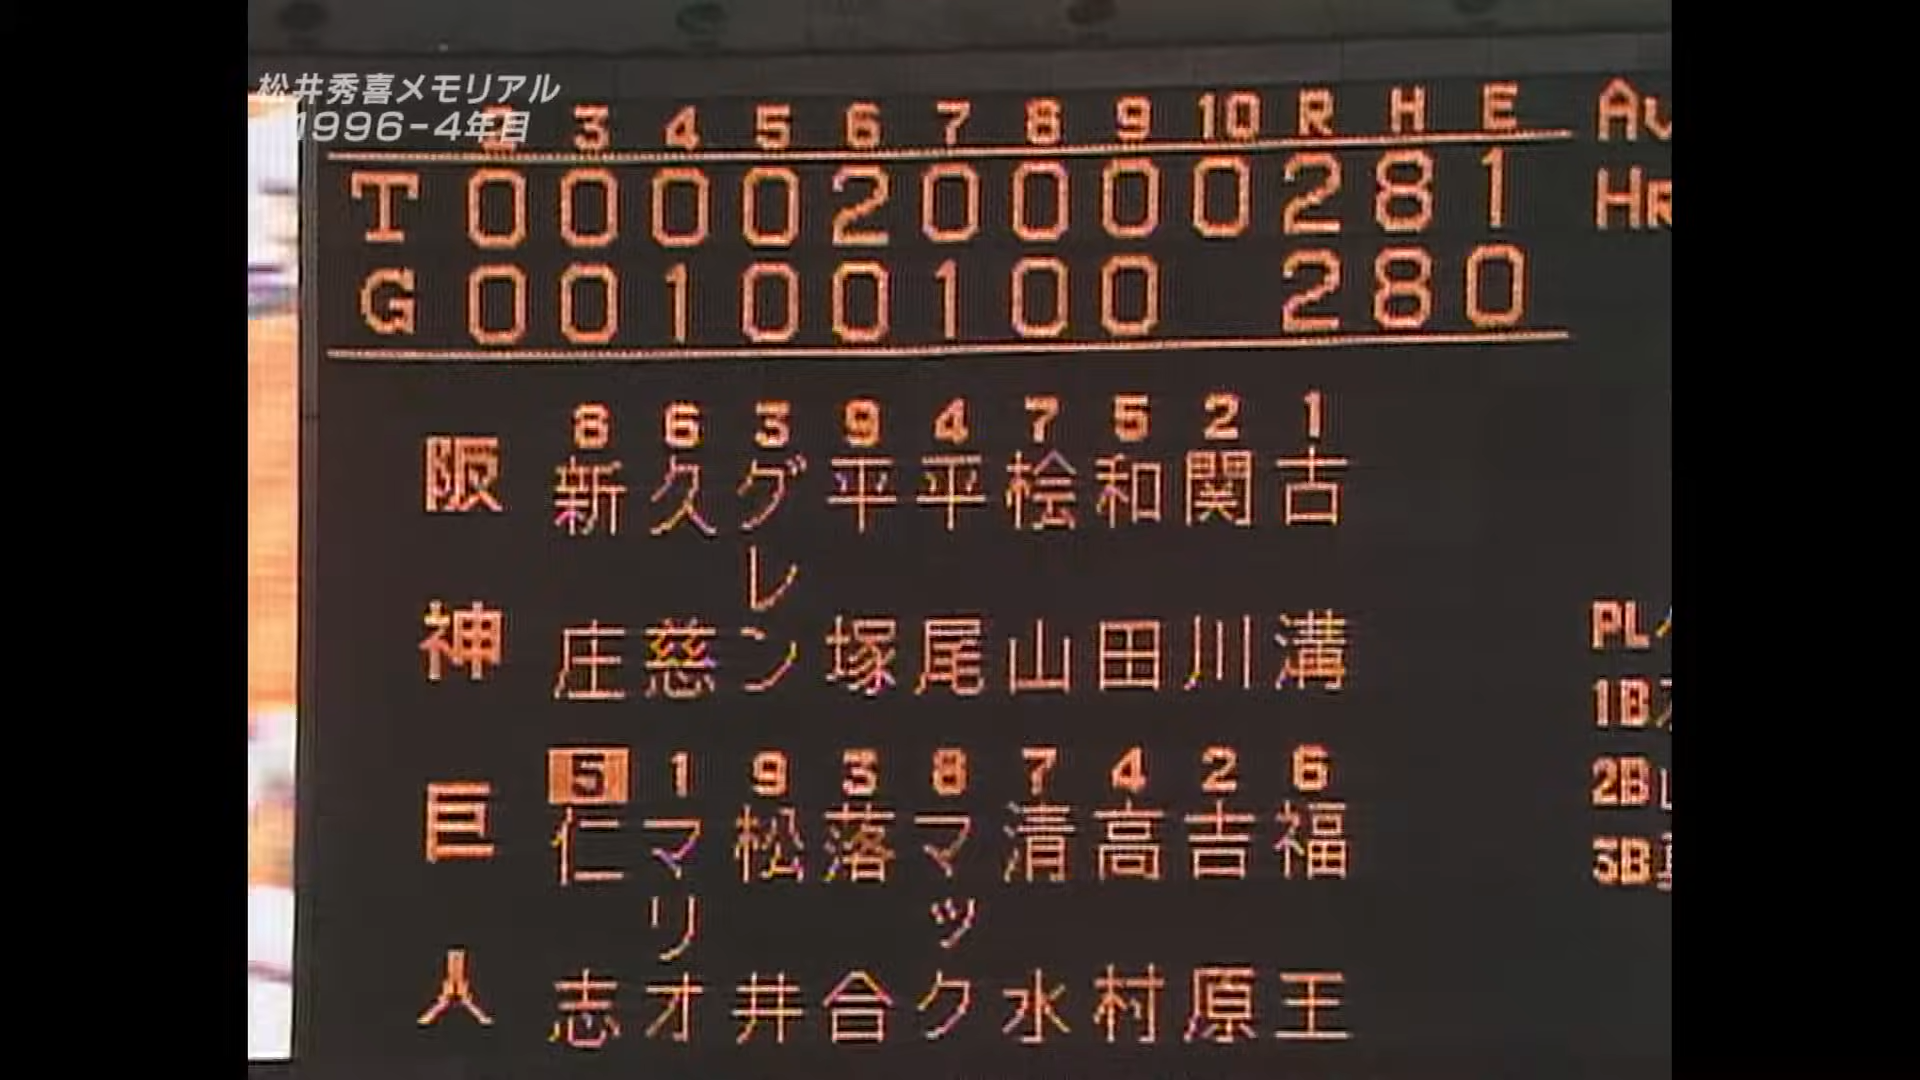 松井秀喜メモリアル
1996-4年目
2 3 4 5 6 7 8 9 10 R H E
T 0 0 0 0 2 0 0 0 0 2 8 1
G 0 0 1 0 0 1 0 0 2 8 0
HR
阪神
8 新庄
6 久慈
3 グレン
9 平塚
4 平尾
7 桧山
5 和田
2 関川
1 古溝
巨人
5 仁志
1 マリオ
9 松井
3 落合
8 マック
7 清水
4 高村
2 吉原
6 福王
PL
1B
2B
3B